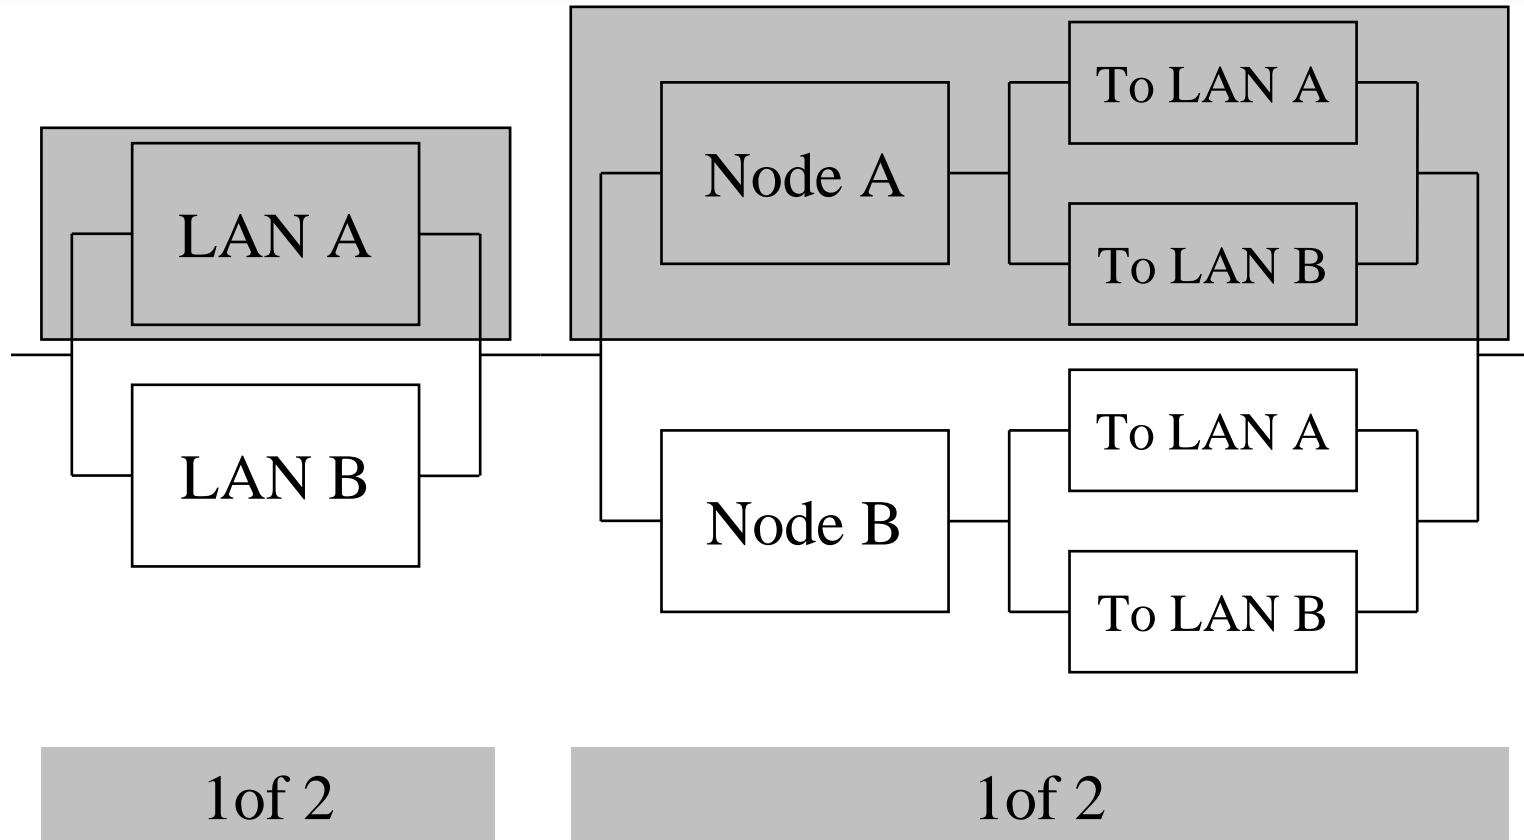 LAN A
LAN B
Node A
To LAN A
To LAN B
Node B
To LAN A
To LAN B
1of 2
1of 2